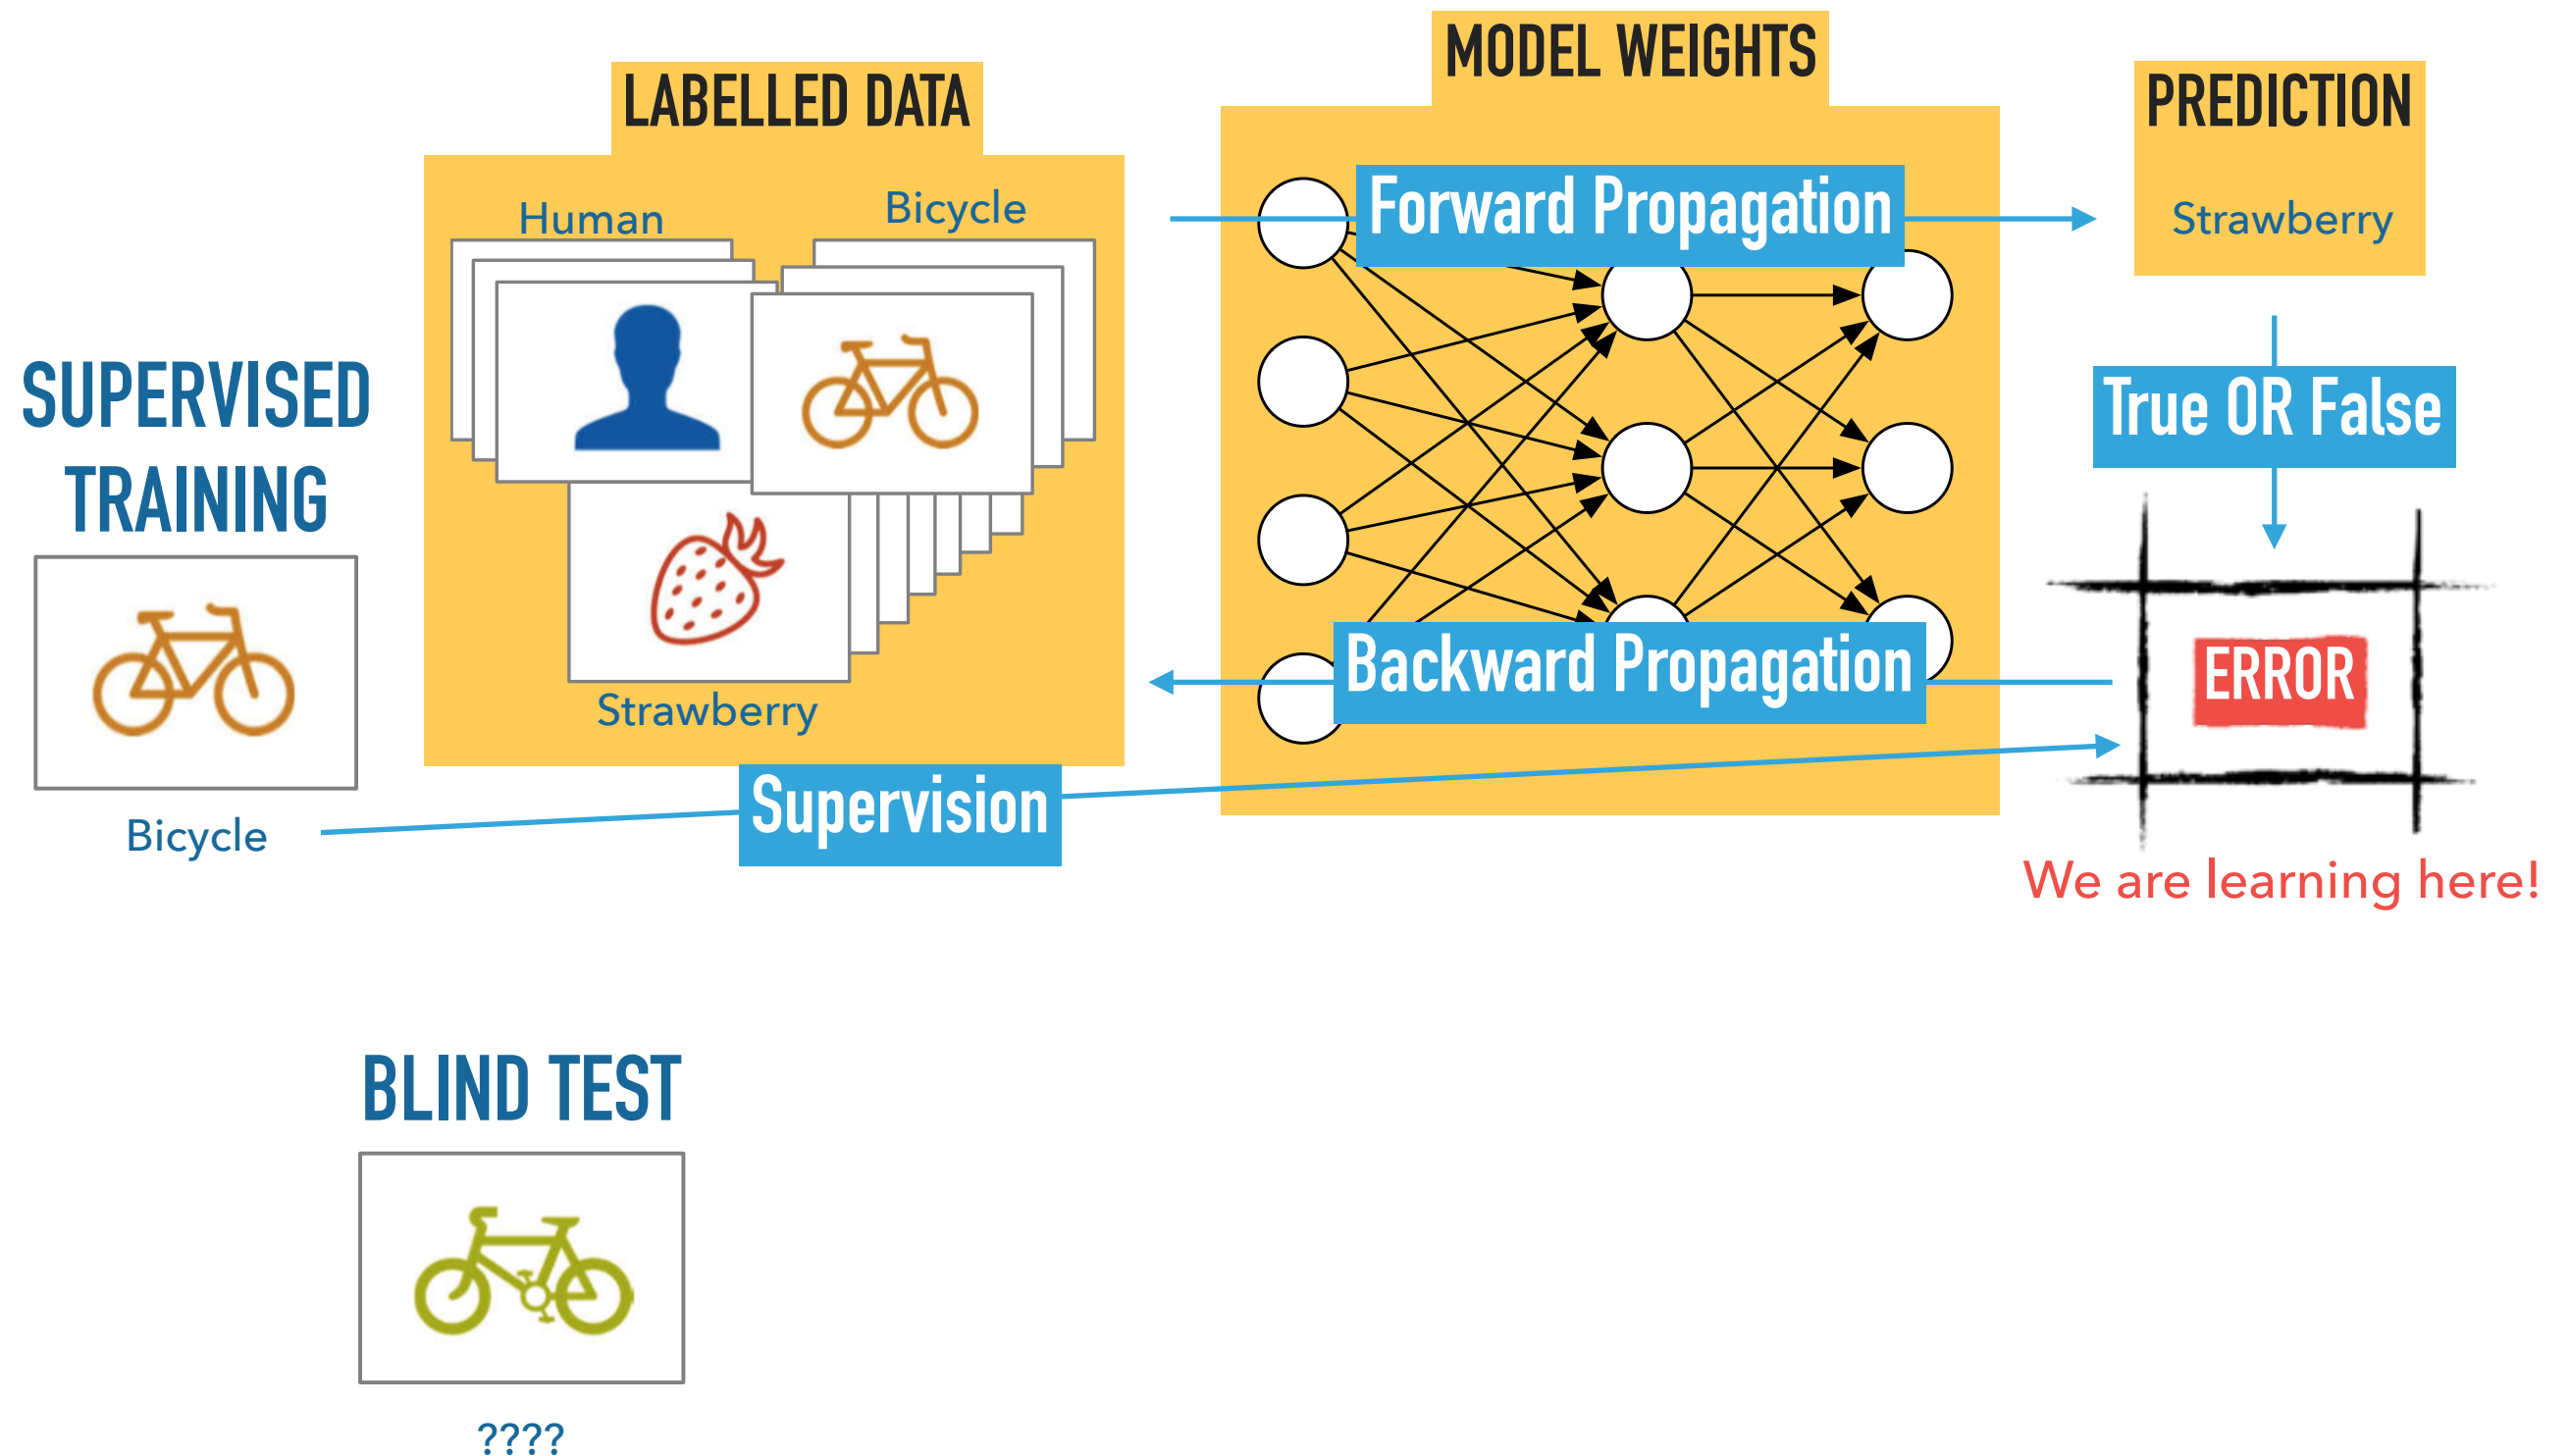 MODEL WEIGHTS
LABELLED DATA
PREDICTION
Human
Bicycle
Forward Propagation
Strawberry
SUPERVISED
TRAINING
True OR False
Backward Propagation
ERROR
Strawberry
Supervision
Bicycle
We are learning here!
BLIND TEST
????